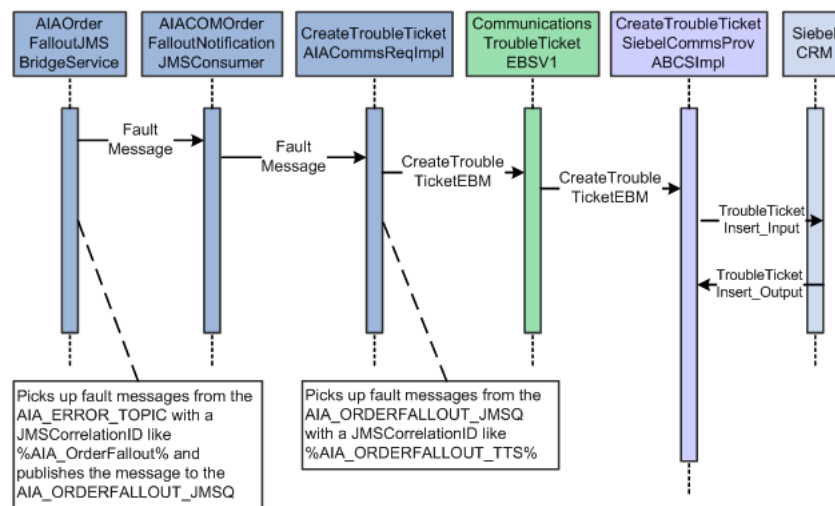 AIAOrder
FalloutJMS
BridgeService
AIACOMOrder
FalloutNotification
JMSConsumer
CreateTroubleTicket
AIACommsReqImpl
Communications
TroubleTicket
EBSV1
CreateTroubleTicket
SiebelCommsProv
ABCSImpl
Siebel
CRM
Fault
Message
Fault
Message
CreateTrouble
TicketEBM
CreateTrouble
TicketEBM
TroubleTicket
Insert_Input
TroubleTicket
Insert_Output
Picks up fault messages from the
AIA_ERROR_TOPIC with a
JMSCorrelationID like
%AIA_OrderFallout% and
publishes the message to the
AIA_ORDERFALLOUT_JMSQ
Picks up fault messages from the
AIA_ORDERFALLOUT_JMSQ
with a JMSCorrelationID like
%AIA_ORDERFALLOUT_TTS%